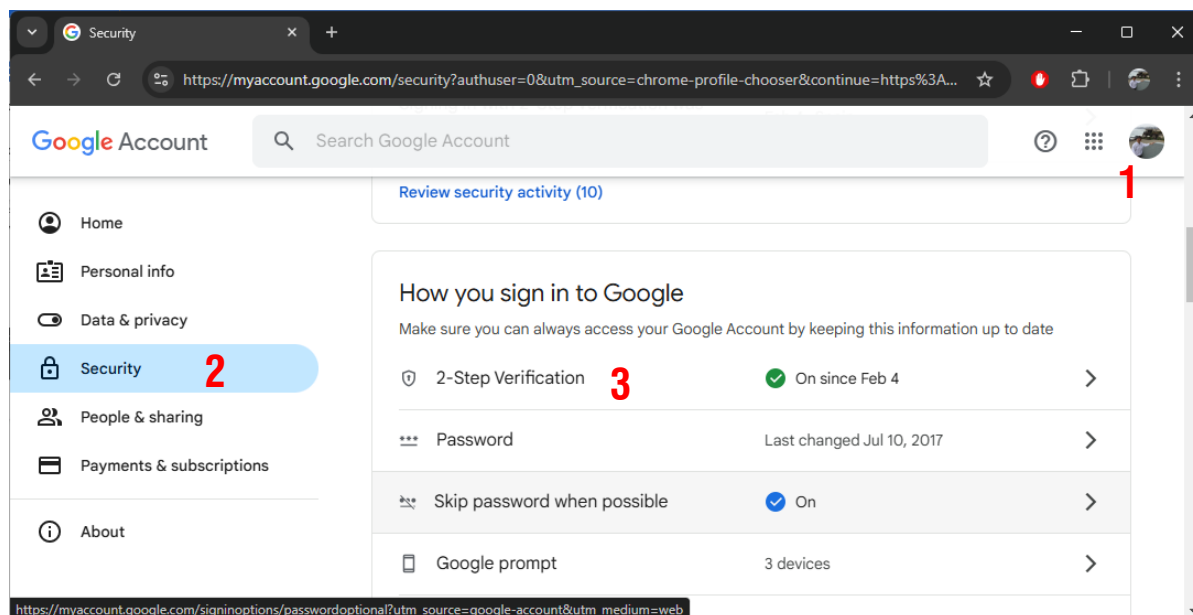 Security
https://myaccount.google.com/security?authuser=0&utm_source=chrome-profile-chooser&continue=https%3A...
Google Account
Search Google Account
1
Review security activity (10)
Home
Personal info
Data & privacy
Security 2
People & sharing
Payments & subscriptions
About
How you sign in to Google
Make sure you can always access your Google Account by keeping this information up to date
2-Step Verification 3 On since Feb 4
Password Last changed Jul 10, 2017
Skip password when possible On
Google prompt 3 devices
https://myaccount.google.com/signinoptions/passwordoptional?utm_source=google-account&utm_medium=web